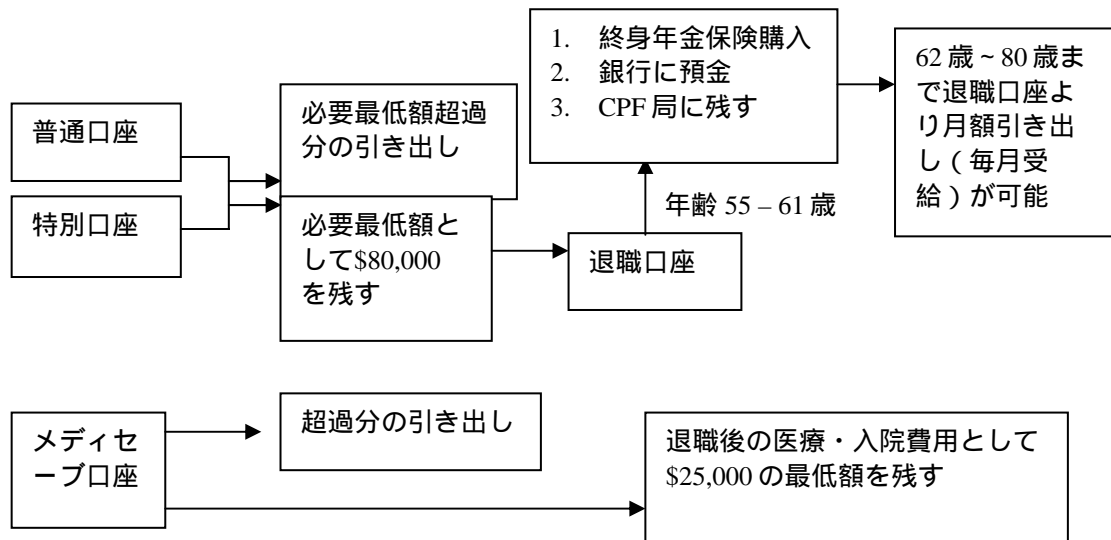 普通口座
特別口座
必要最低額超過
分の引き出し
必要最低額と
して$80,000
を残す
退職口座
年齢 55 – 61 歳
1. 終身年金保険購入
2. 銀行に預金
3. CPF 局に残す
62 歳 ~ 80 歳ま
で退職口座よ
り月額引き出
し（毎月受
給）が可能
メディセ
ーブ口座
超過分の引き出し
退職後の医療・入院費用として
$25,000 の最低額を残す